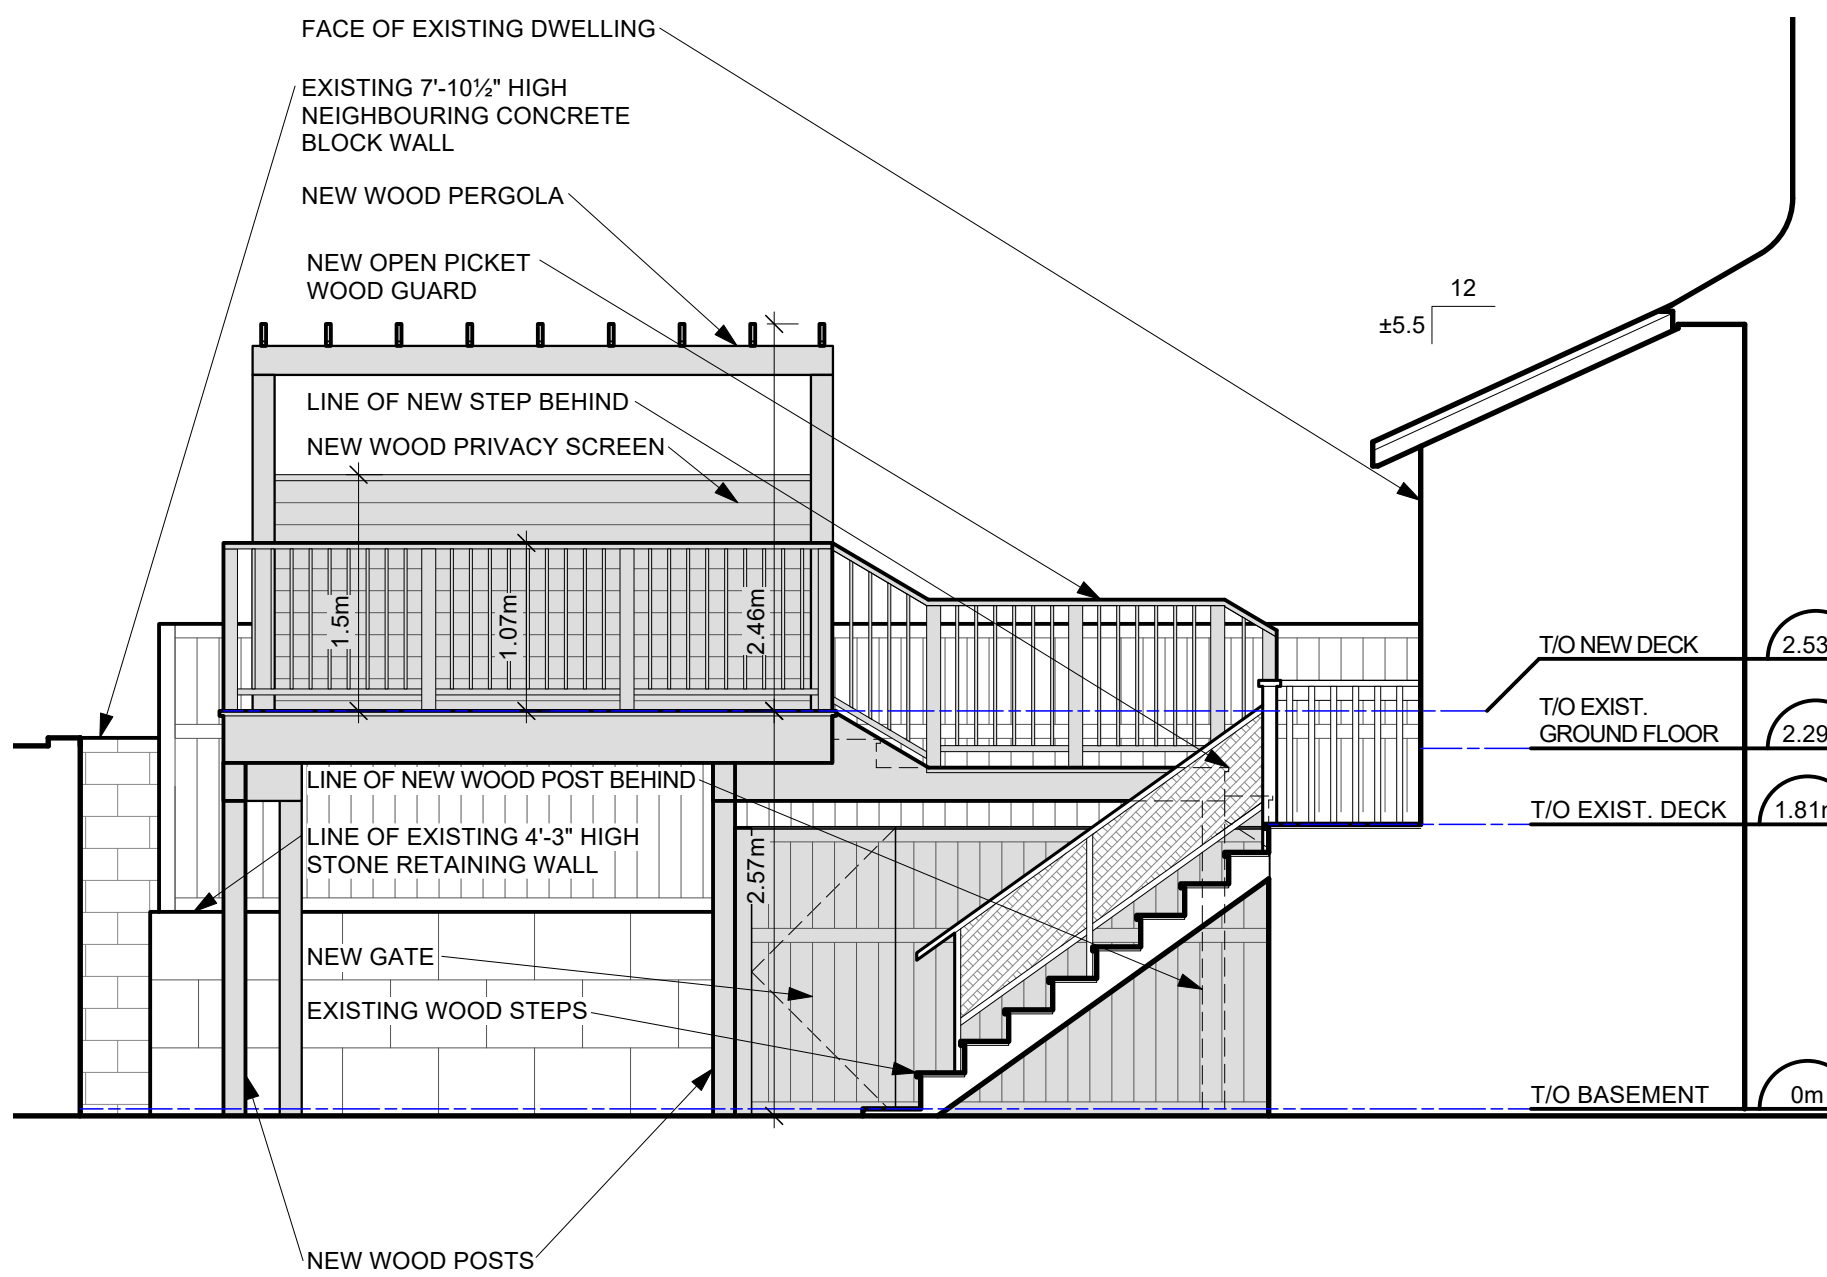 FACE OF EXISTING DWELLING
EXISTING 7'-10½" HIGH
NEIGHBOURING CONCRETE
BLOCK WALL
NEW WOOD PERGOLA
NEW OPEN PICKET
WOOD GUARD
12
±5.5
LINE OF NEW STEP BEHIND
NEW WOOD PRIVACY SCREEN
1.5m
1.07m
2.46m
T/O NEW DECK
2.53
T/O EXIST.
GROUND FLOOR
2.29
LINE OF NEW WOOD POST BEHIND
T/O EXIST. DECK
1.81m
LINE OF EXISTING 4'-3" HIGH
STONE RETAINING WALL
2.57m
NEW GATE
EXISTING WOOD STEPS
T/O BASEMENT
0m
NEW WOOD POSTS